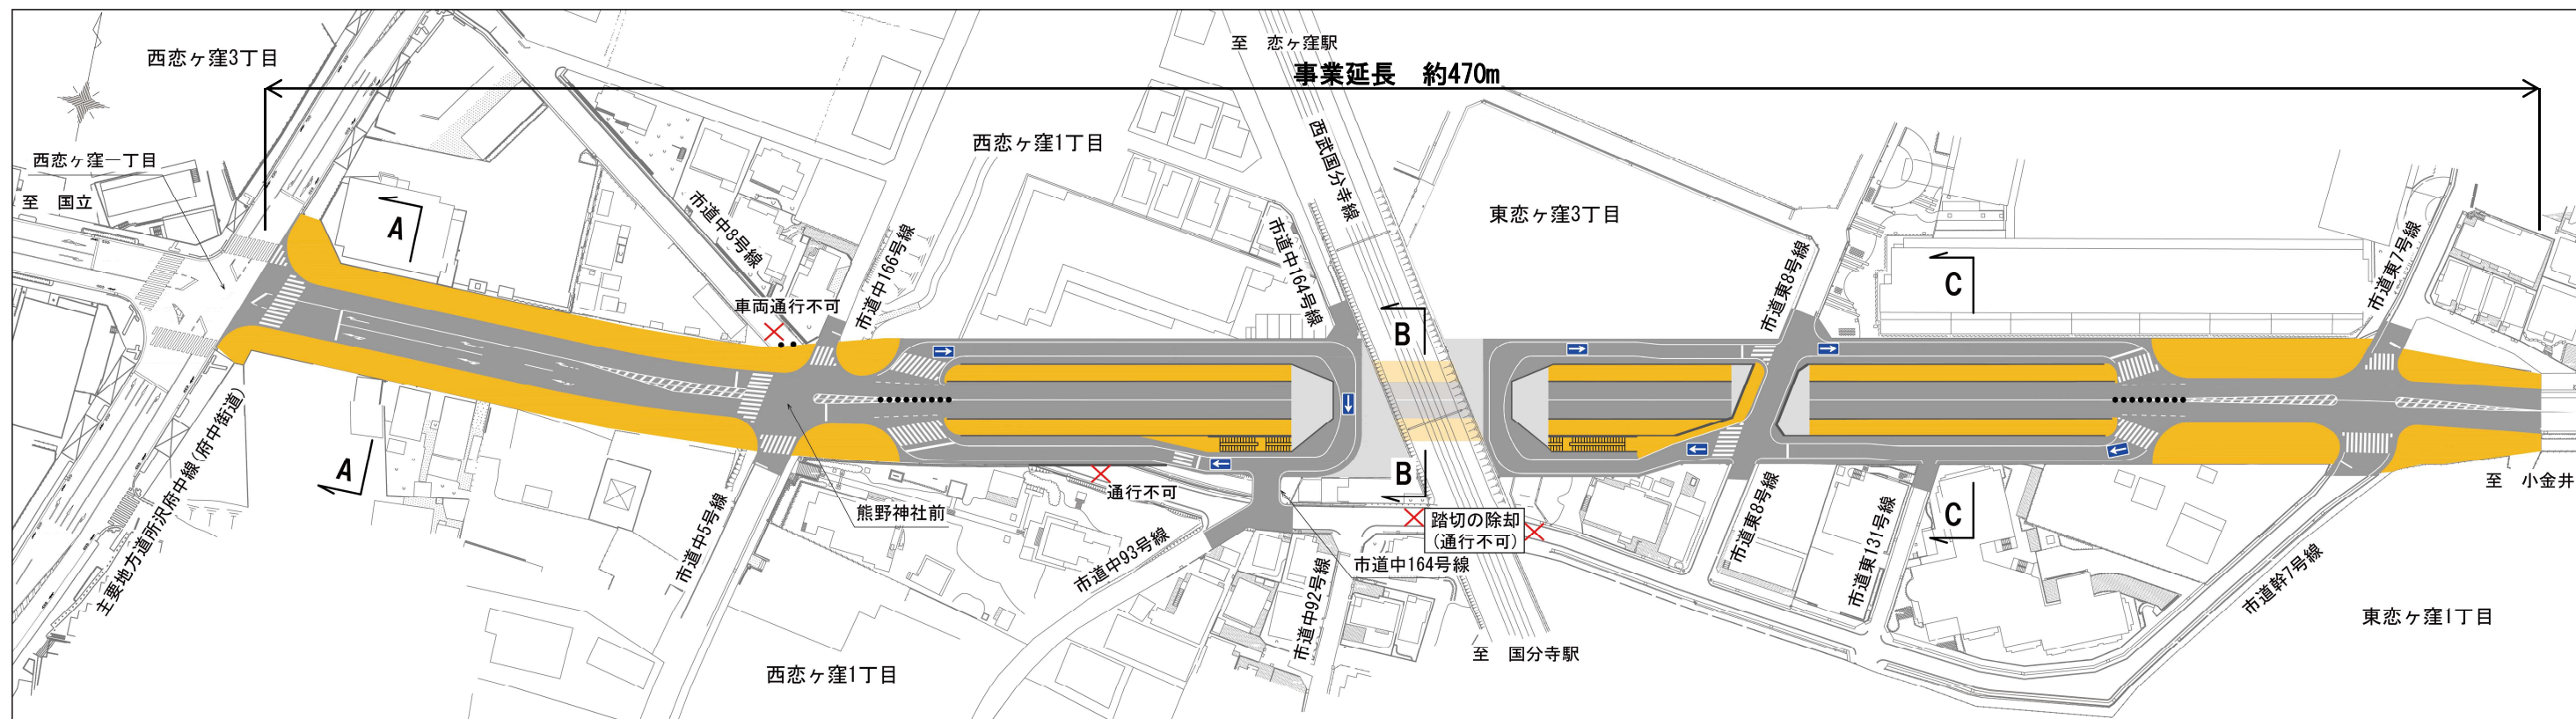 西恋ヶ窪3丁目
至 恋ヶ窪駅
事業延長 約470m
西恋ヶ窪一丁目
至 国立
A
市道中8号線
車両通行不可
市道中166号線
西恋ヶ窪1丁目
市道中164号線
西武国分寺線
B
東恋ヶ窪3丁目
市道東8号線
C
市道東7号線
主要地方道所沢府中線(府中街道)
A
市道中5号線
熊野神社前
通行不可
市道中93号線
西恋ヶ窪1丁目
B
踏切の除却
(通行不可)
市道中164号線
市道中92号線
至 国分寺駅
市道東8号線
市道東131号線
C
市道幹7号線
至 小金井
東恋ヶ窪1丁目